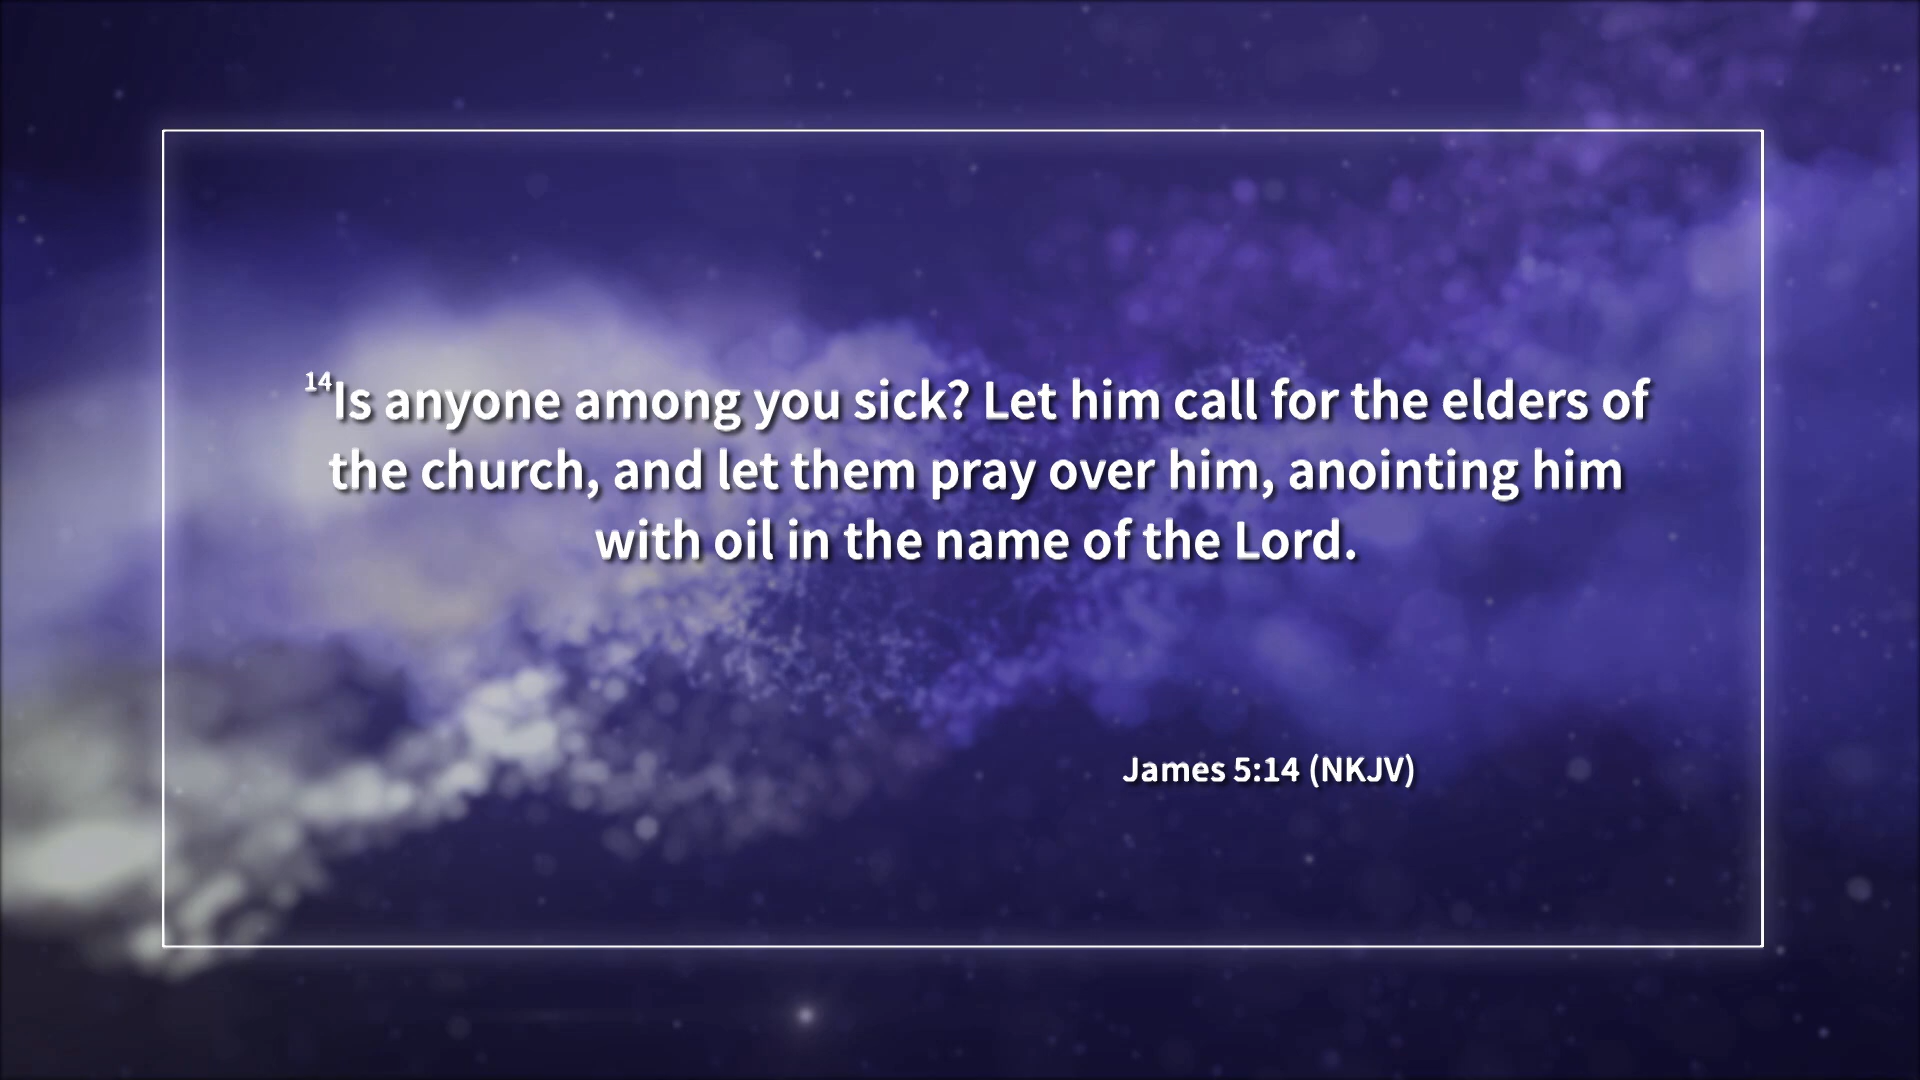 14Is anyone among you sick? Let him call for the elders of
the church, and let them pray over him, anointing him
with oil in the name of the Lord.
James 5:14 (NKJV)